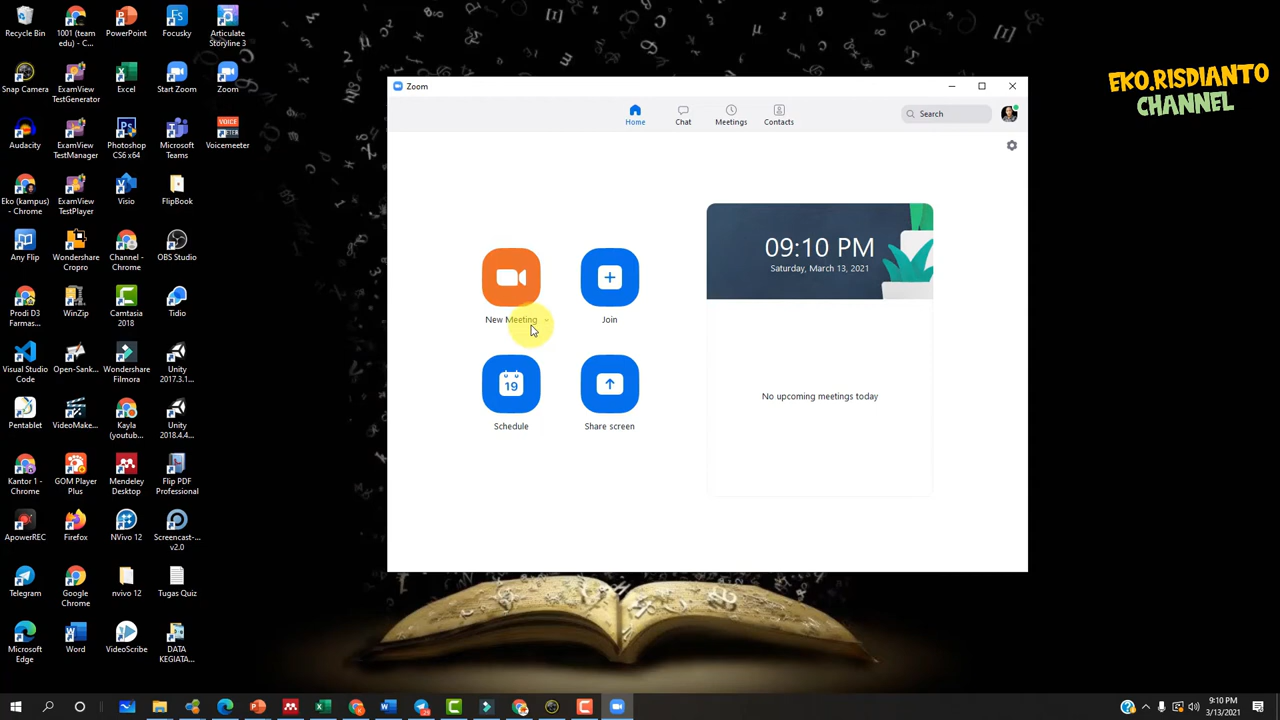 Recycle Bin
1001 (team edu) - C...
PowerPoint
Focusky
Articulate Storyline 3
Snap Camera
ExamView TestGenerator
Excel
Start Zoom
Zoom
Audacity
ExamView TestManager
Photoshop CS6 x64
Microsoft Teams
Voicemeeter
VOICE MEETER
Eko (kampus) - Chrome
ExamView TestPlayer
Visio
FlipBook
Any Flip
Wondershare Cropro
Channel - Chrome
OBS Studio
Prodi D3 Farmas...
WinZip
Camtasia 2018
Tidio
Visual Studio Code
Open-Sank...
Wondershare Filmora
Unity 2017.3.1...
Pentablet
VideoMake...
Kayla (youtub...
Unity 2018.4.4...
Kantor 1 - Chrome
GOM Player Plus
Mendeley Desktop
Flip PDF Professional
ApowerREC
Firefox
NVivo 12
Screencast-... v2.0
Telegram
Google Chrome
nvivo 12
Tugas Quiz
Microsoft Edge
Word
VideoScribe
DATA KEGIATA...
Zoom
Home
Chat
Meetings
Contacts
Search
New Meeting
Join
19
Schedule
Share screen
09:10 PM
Saturday, March 13, 2021
No upcoming meetings today
EKO.RISDIANTO
CHANNEL
9:10 PM
3/13/2021